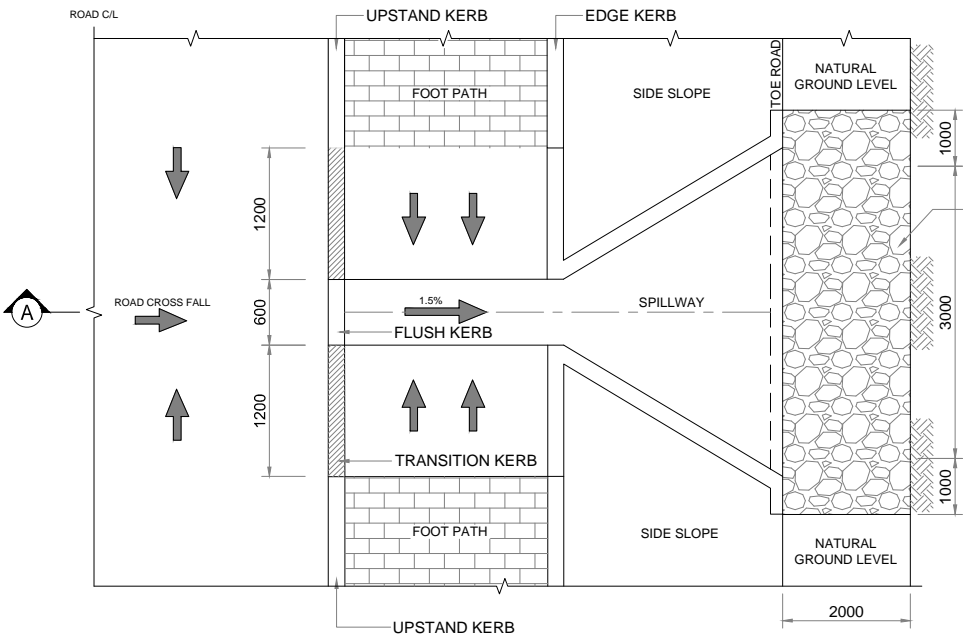 ROAD C/L
UPSTAND KERB
EDGE KERB
FOOT PATH
SIDE SLOPE
TOE ROAD
NATURAL
GROUND LEVEL
1000
1200
A
ROAD CROSS FALL
600
1.5%
SPILLWAY
3000
FLUSH KERB
1200
TRANSITION KERB
1000
FOOT PATH
SIDE SLOPE
NATURAL
GROUND LEVEL
2000
UPSTAND KERB